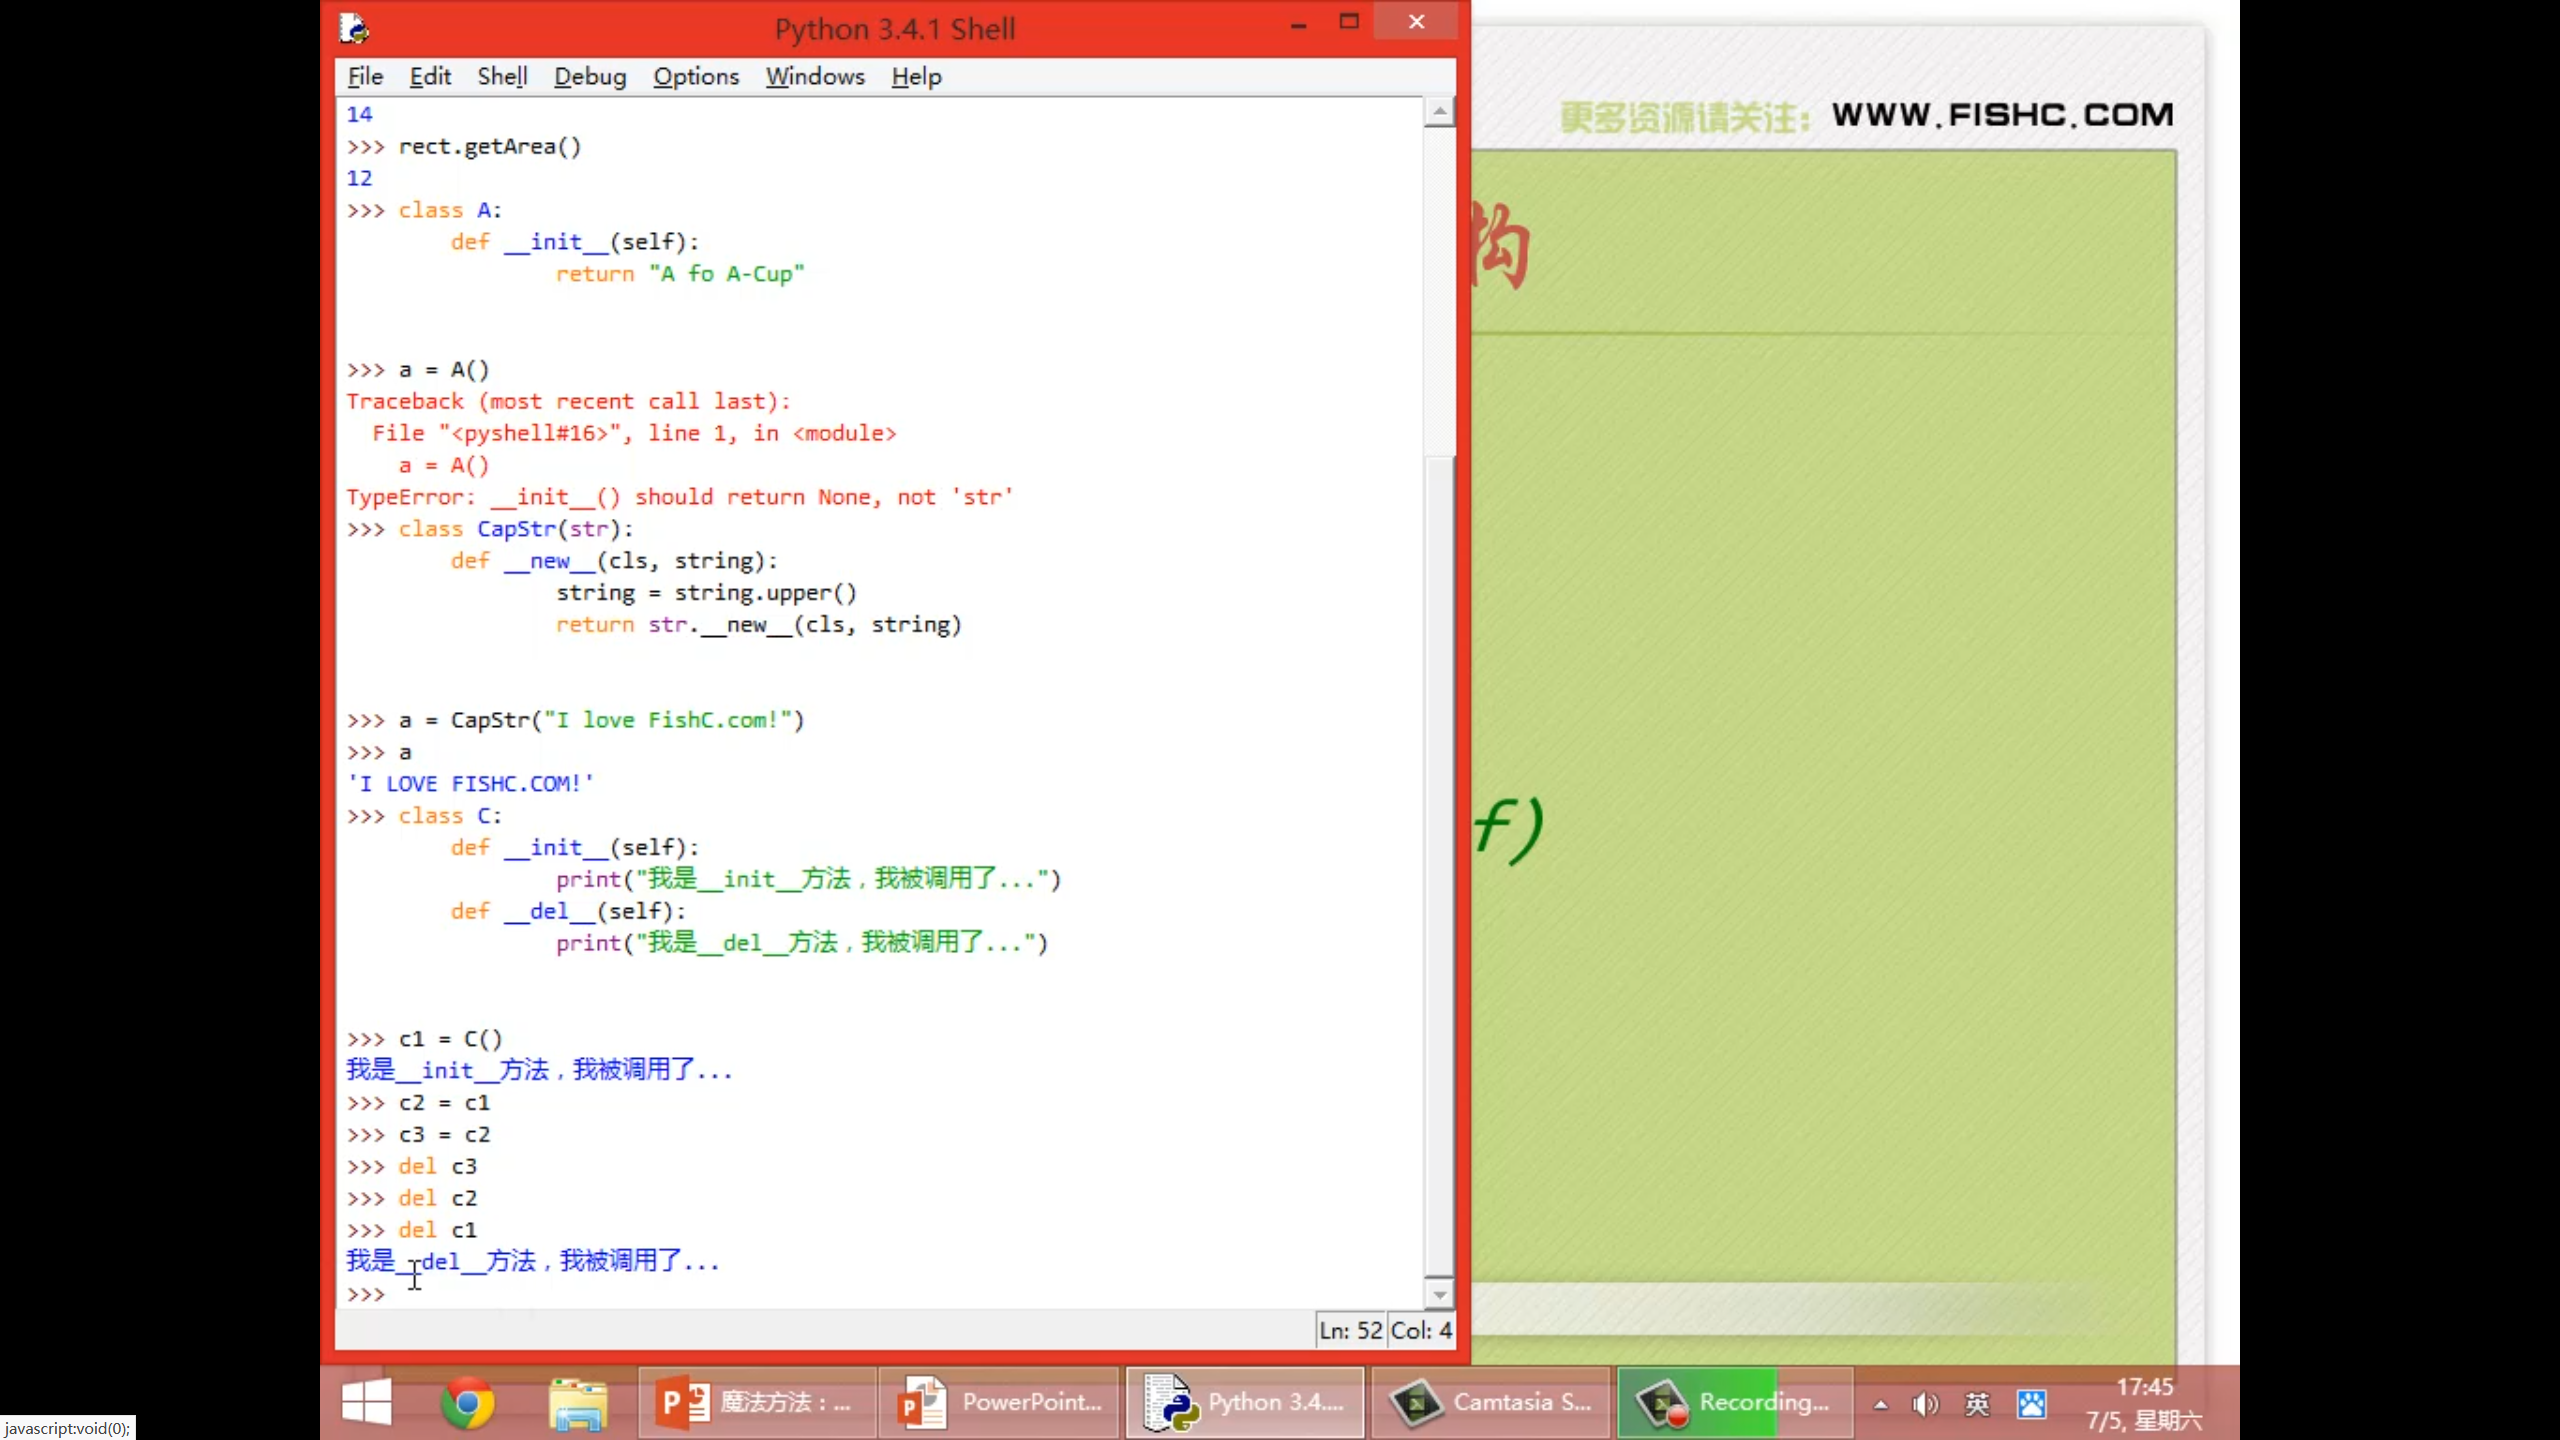 Python 3.4.1 Shell
File Edit Shell Debug Options Windows Help
14
>>> rect.getArea()
12
>>> class A:
def __init__(self):
return "A fo A-Cup"
>>> a = A()
Traceback (most recent call last):
File "<pyshell#16>", line 1, in <module>
a = A()
TypeError: __init__() should return None, not 'str'
>>> class CapStr(str):
def __new__(cls, string):
string = string.upper()
return str.__new__(cls, string)
>>> a = CapStr("I love FishC.com!")
>>> a
'I LOVE FISHC.COM!'
>>> class C:
def __init__(self):
print("我是__init__方法，我被调用了...")
def __del__(self):
print("我是__del__方法，我被调用了...")
>>> c1 = C()
我是__init__方法，我被调用了...
>>> c2 = c1
>>> c3 = c2
>>> del c3
>>> del c2
>>> del c1
我是__del__方法，我被调用了...
>>>
Ln: 52 Col: 4
更多资源请关注： WWW.FISHC.COM
构
f)
魔法方法：...
PowerPoint...
Python 3.4....
Camtasia S...
Recording...
英
17:45
7/5, 星期六
javascript:void(0);